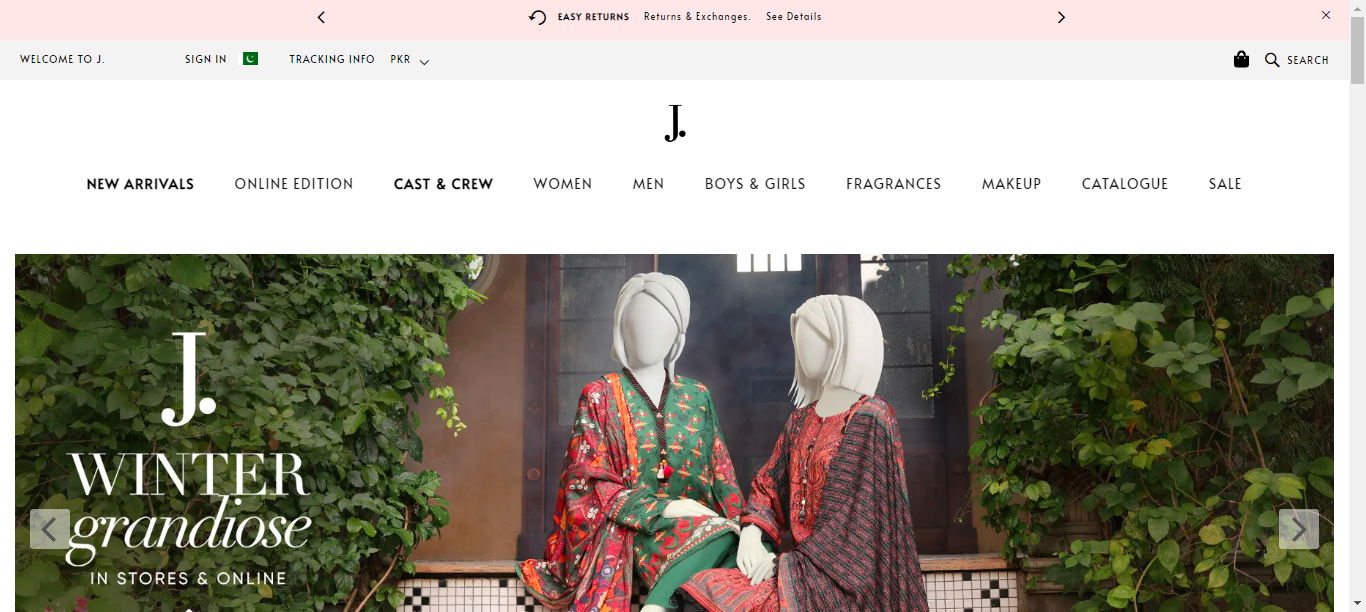 EASY RETURNS Returns & Exchanges. See Details
WELCOME TO J. SIGN IN TRACKING INFO PKR SEARCH
J.
NEW ARRIVALS ONLINE EDITION CAST & CREW WOMEN MEN BOYS & GIRLS FRAGRANCES MAKEUP CATALOGUE SALE
J.
WINTER
grandiose
IN STORES & ONLINE